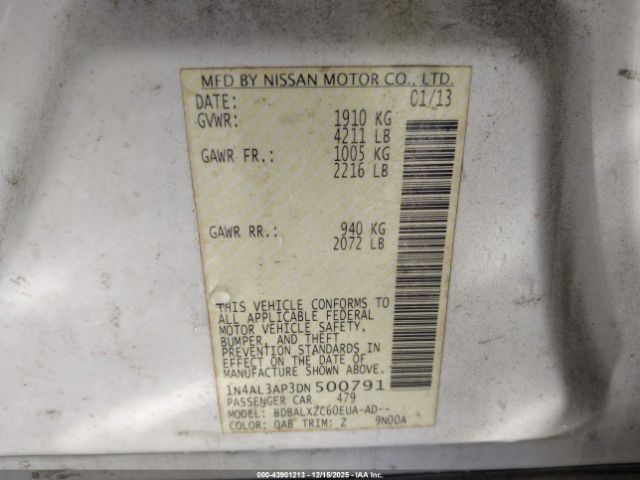 MFD BY NISSAN MOTOR CO., LTD.
DATE: 01/13
GVWR: 1910 KG
4211 LB
GAWR FR.: 1005 KG
2216 LB
GAWR RR.: 940 KG
2072 LB
THIS VEHICLE CONFORMS TO
ALL APPLICABLE FEDERAL
MOTOR VEHICLE SAFETY,
BUMPER, AND THEFT
PREVENTION STANDARDS IN
EFFECT ON THE DATE OF
MANUFACTURE SHOWN ABOVE.
1N4AL3AP3DN500791
PASSENGER CAR 479
MODEL: BDBALXZC60EUA-AD--
COLOR: QAB TRIM: Z 9N00A
000-43901213 - 12/15/2025 - IAAI.COM